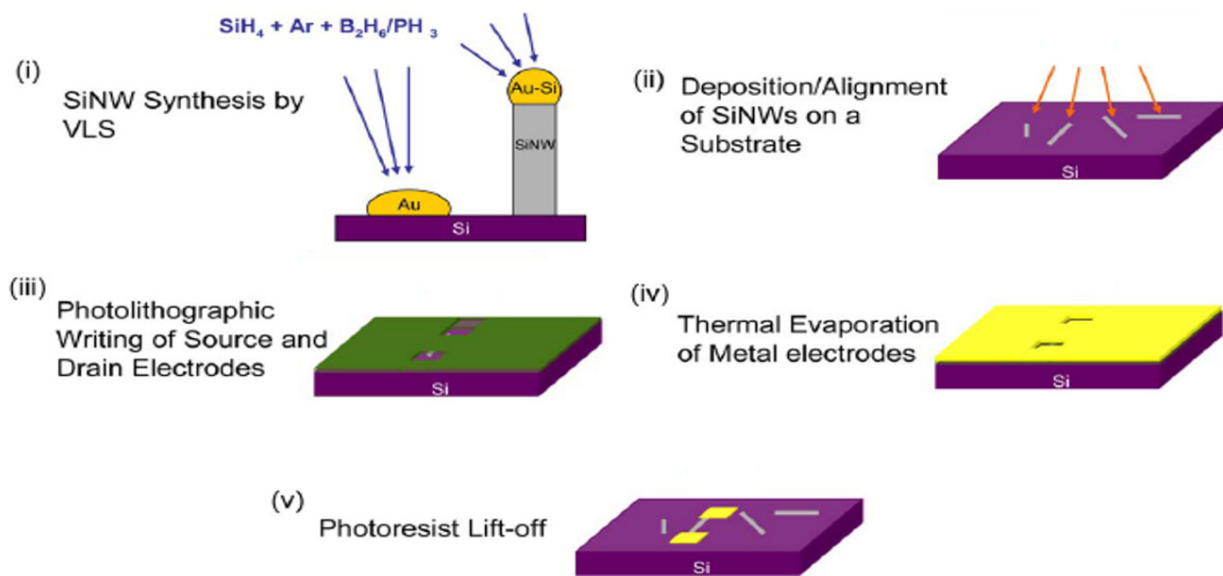 SiH4 + Ar + B2H6/PH 3
(i)
SiNW Synthesis by
VLS
Au-Si
SiNW
Au
Si
(ii)
Deposition/Alignment
of SiNWs on a
Substrate
Si
(iii)
Photolithographic
Writing of Source and
Drain Electrodes
Si
(iv)
Thermal Evaporation
of Metal electrodes
Si
(v)
Photoresist Lift-off
Si